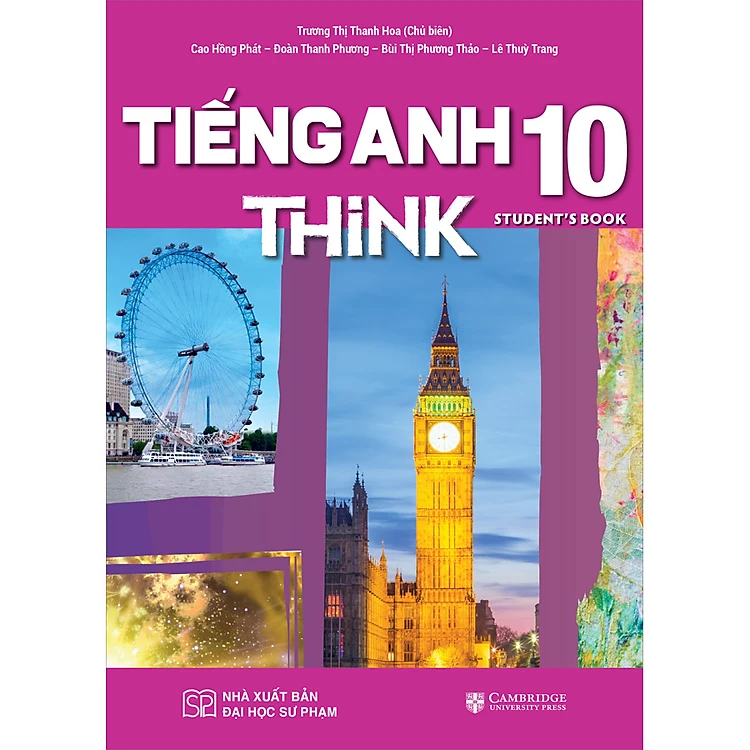 Trương Thị Thanh Hoa (Chủ biên)
Cao Hồng Phát – Đoàn Thanh Phương – Bùi Thị Phương Thảo – Lê Thuỳ Trang
TIẾNG ANH 10
THiNK
STUDENT'S BOOK
SP
NHÀ XUẤT BẢN
ĐẠI HỌC SƯ PHẠM
CAMBRIDGE
UNIVERSITY PRESS